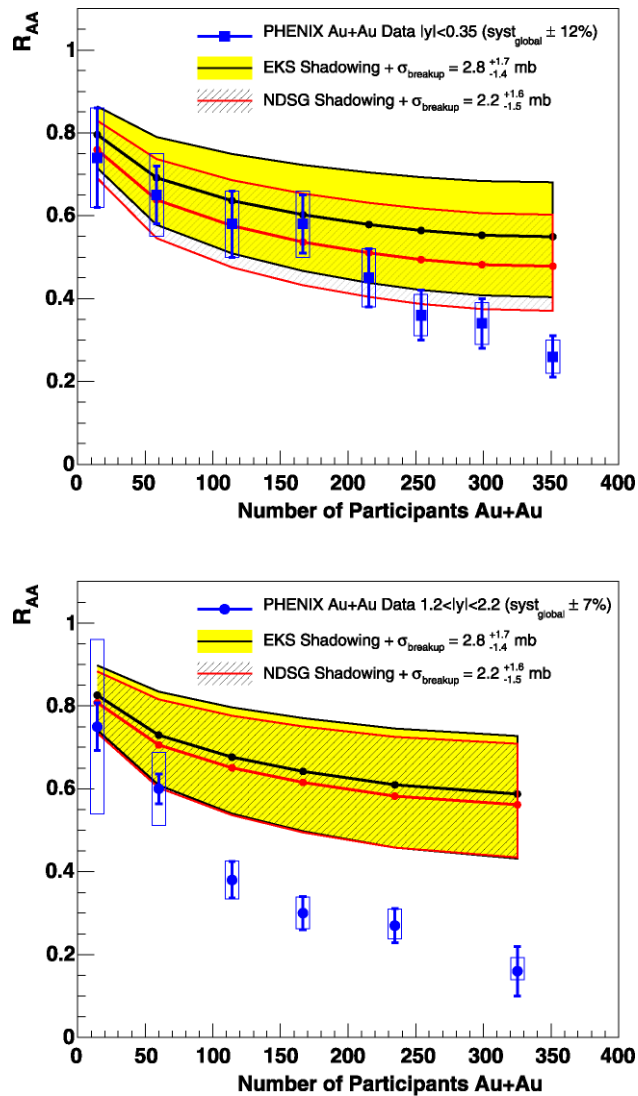 R_AA
PHENIX Au+Au Data |y|<0.35 (syst_global ± 12%)
EKS Shadowing + σ_breakup = 2.8 +1.7 -1.4 mb
NDSG Shadowing + σ_breakup = 2.2 +1.6 -1.5 mb
1
0.8
0.6
0.4
0.2
0
0 50 100 150 200 250 300 350 400
Number of Participants Au+Au
R_AA
PHENIX Au+Au Data 1.2<|y|<2.2 (syst_global ± 7%)
EKS Shadowing + σ_breakup = 2.8 +1.7 -1.4 mb
NDSG Shadowing + σ_breakup = 2.2 +1.6 -1.5 mb
1
0.8
0.6
0.4
0.2
0
0 50 100 150 200 250 300 350 400
Number of Participants Au+Au